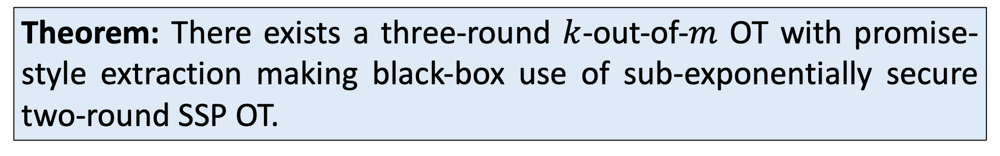 Theorem: There exists a three-round k-out-of-m OT with promise-
style extraction making black-box use of sub-exponentially secure
two-round SSP OT.